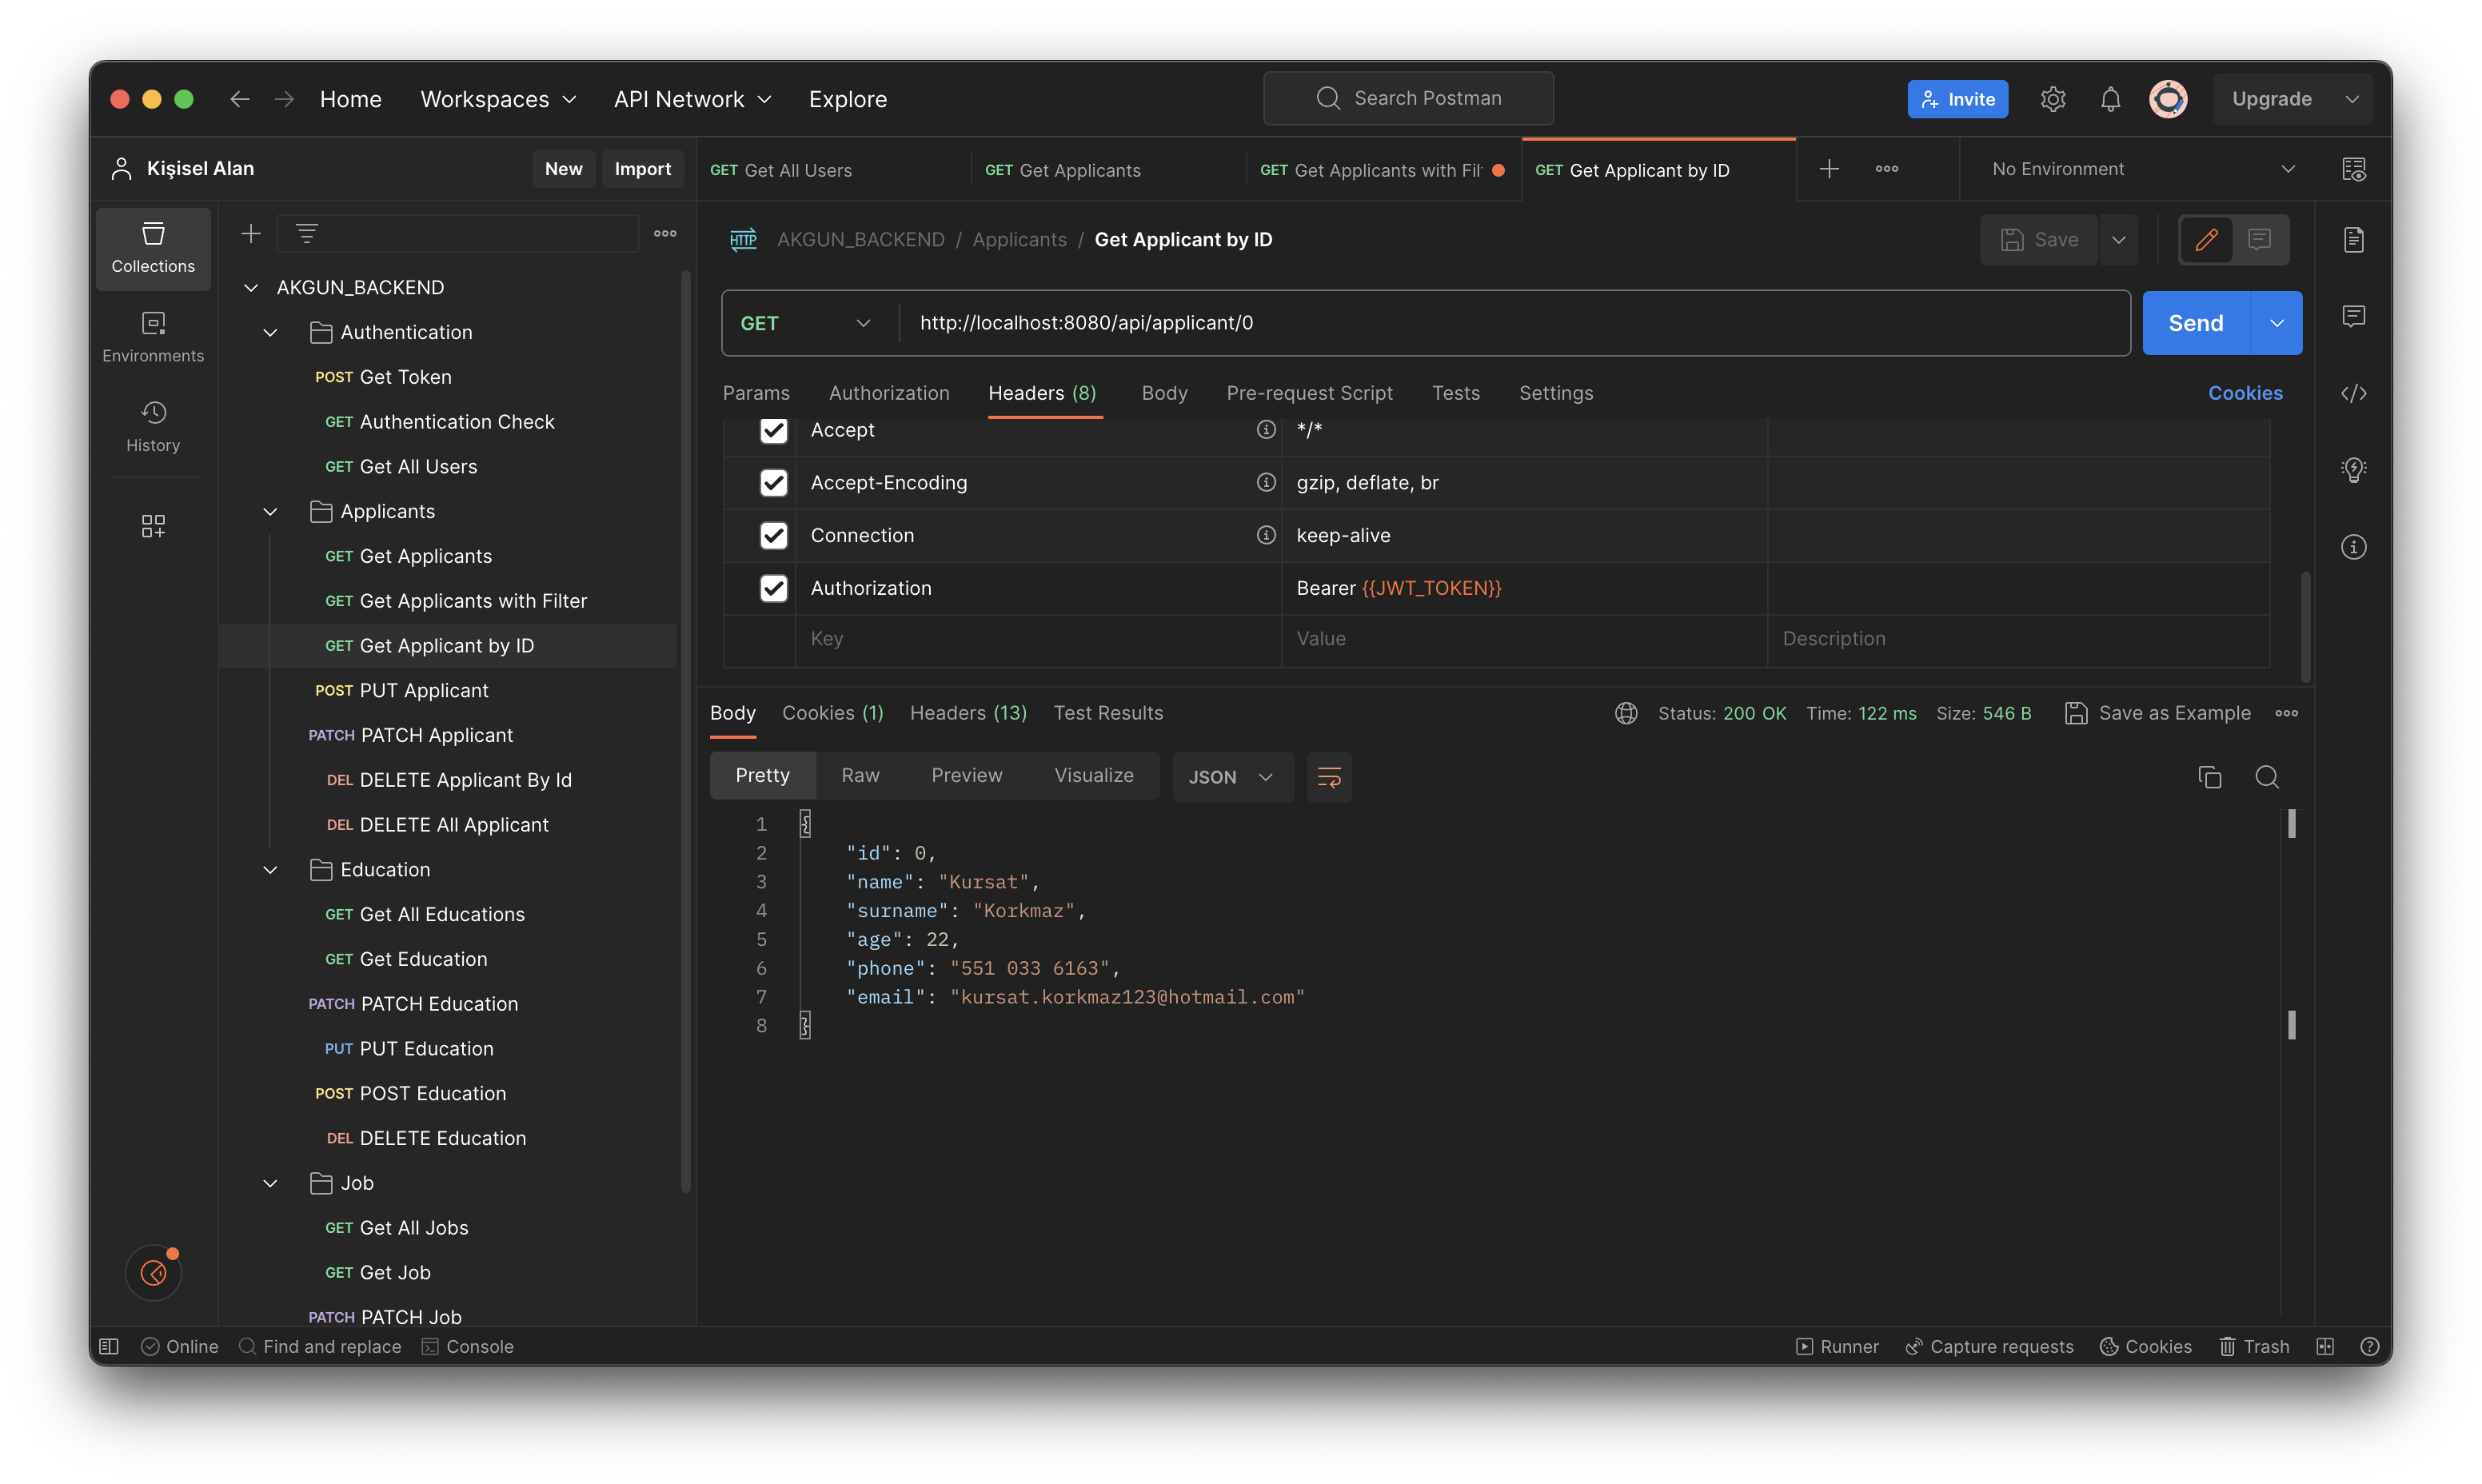 Home Workspaces API Network Explore Search Postman Invite Upgrade
Kişisel Alan New Import
GET Get All Users GET Get Applicants GET Get Applicants with Fil GET Get Applicant by ID No Environment
Collections
Environments
History
AKGUN_BACKEND
Authentication
POST Get Token
GET Authentication Check
GET Get All Users
Applicants
GET Get Applicants
GET Get Applicants with Filter
GET Get Applicant by ID
POST PUT Applicant
PATCH PATCH Applicant
DEL DELETE Applicant By Id
DEL DELETE All Applicant
Education
GET Get All Educations
GET Get Education
PATCH PATCH Education
PUT PUT Education
POST POST Education
DEL DELETE Education
Job
GET Get All Jobs
GET Get Job
PATCH PATCH Job
HTTP AKGUN_BACKEND / Applicants / Get Applicant by ID Save
GET http://localhost:8080/api/applicant/0 Send
Params Authorization Headers (8) Body Pre-request Script Tests Settings Cookies
Accept */*
Accept-Encoding gzip, deflate, br
Connection keep-alive
Authorization Bearer {{JWT_TOKEN}}
Key Value Description
Body Cookies (1) Headers (13) Test Results Status: 200 OK Time: 122 ms Size: 546 B Save as Example
Pretty Raw Preview Visualize JSON
1 {
2 "id": 0,
3 "name": "Kursat",
4 "surname": "Korkmaz",
5 "age": 22,
6 "phone": "551 033 6163",
7 "email": "kursat.korkmaz123@hotmail.com"
8 }
Online Find and replace Console Runner Capture requests Cookies Trash